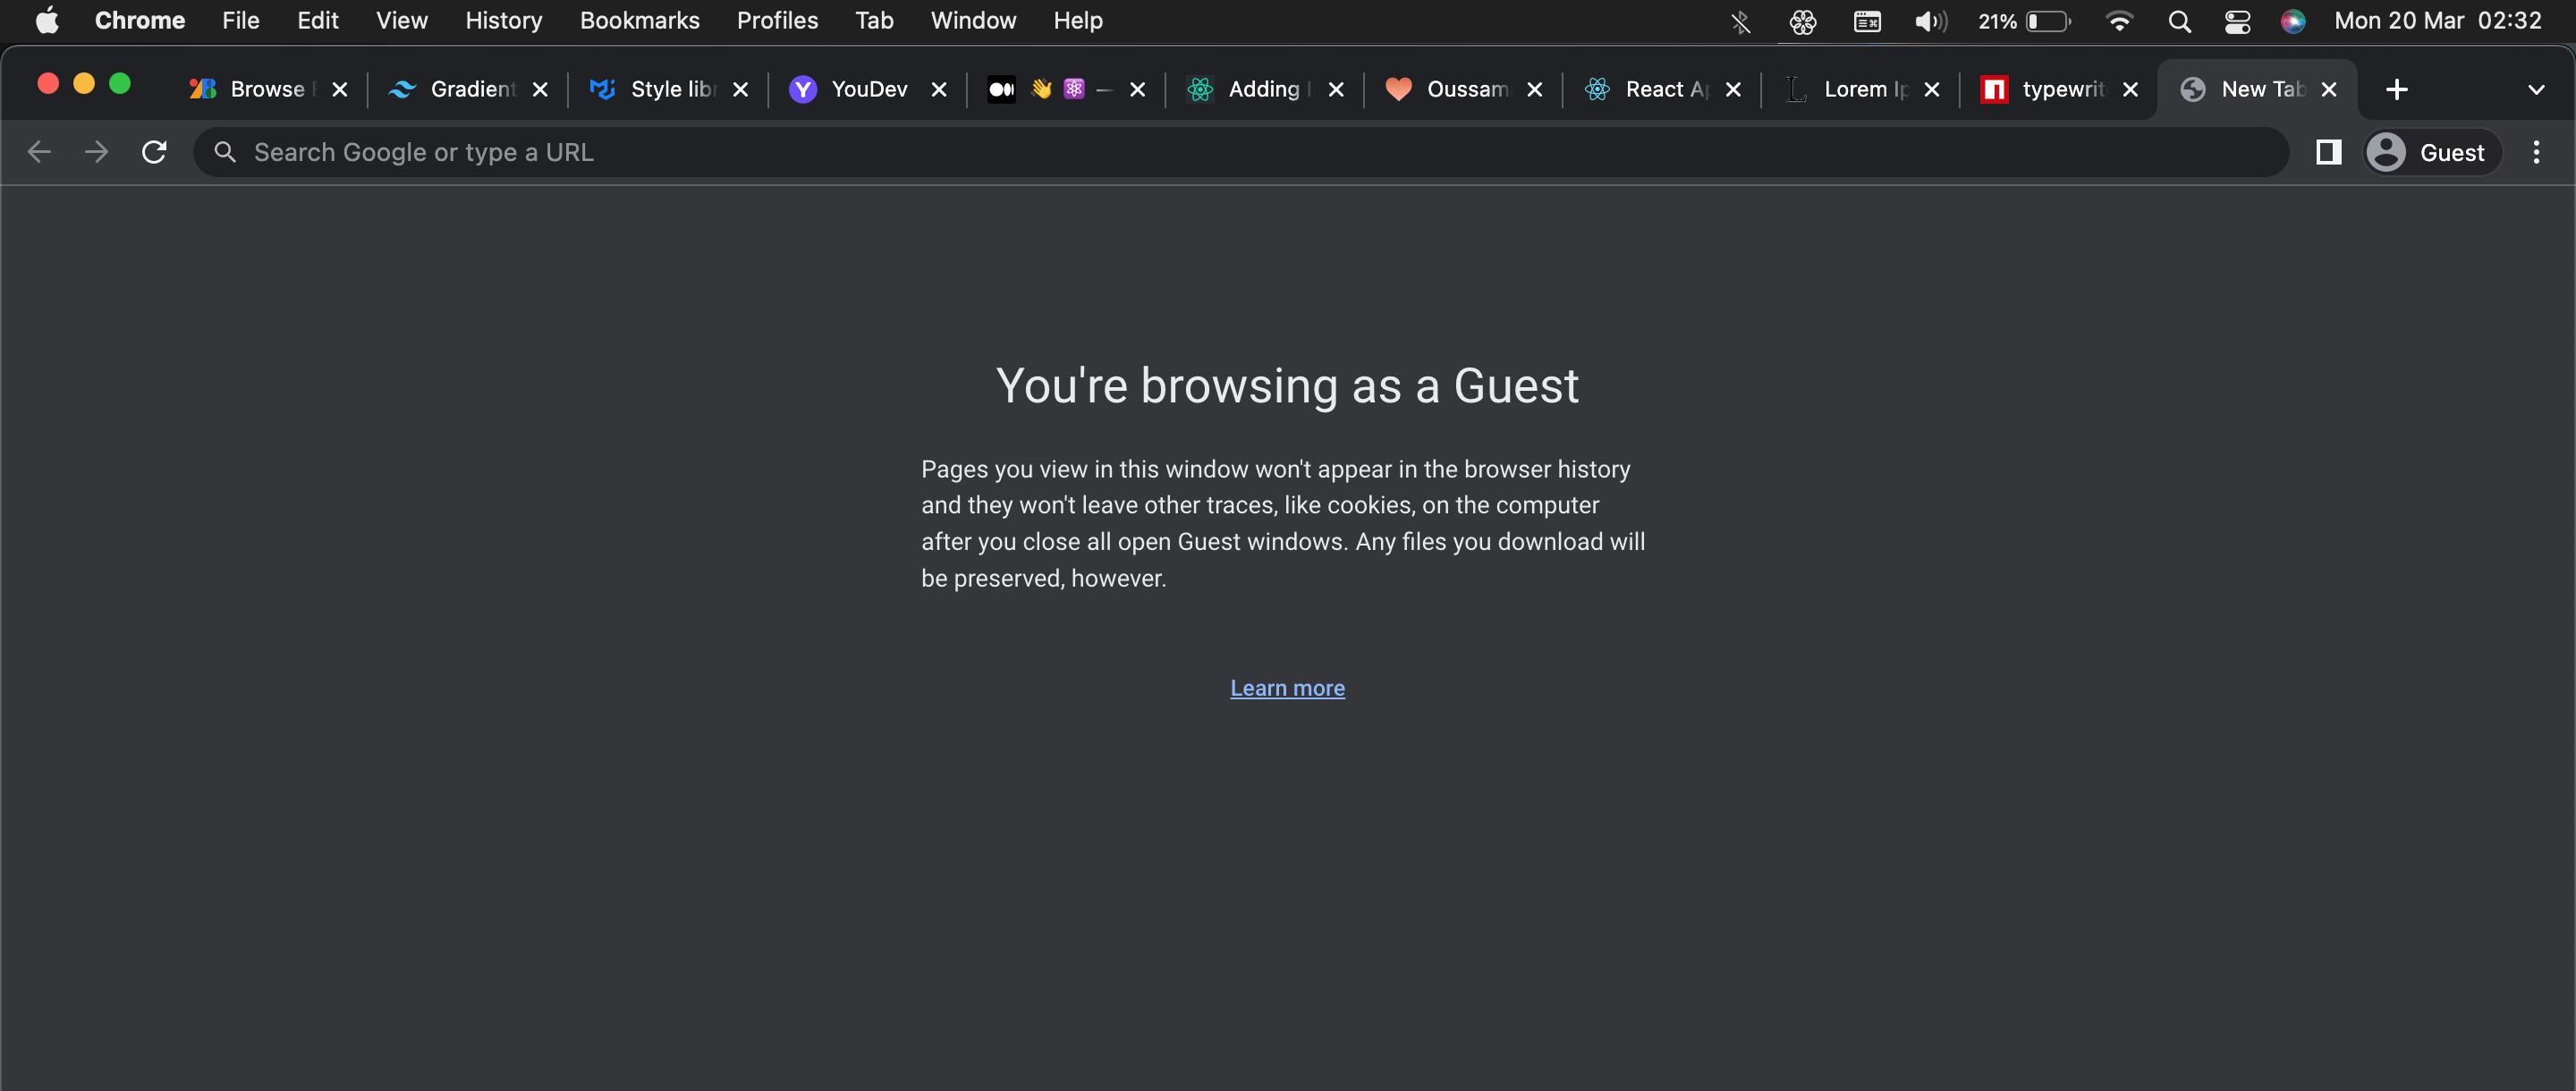 Chrome File Edit View History Bookmarks Profiles Tab Window Help 21% Mon 20 Mar 02:32
Browse Gradient Style libr YouDev — Adding Oussam React Ap Lorem Ip typewrit New Tab
Search Google or type a URL Guest
You're browsing as a Guest
Pages you view in this window won't appear in the browser history
and they won't leave other traces, like cookies, on the computer
after you close all open Guest windows. Any files you download will
be preserved, however.
Learn more